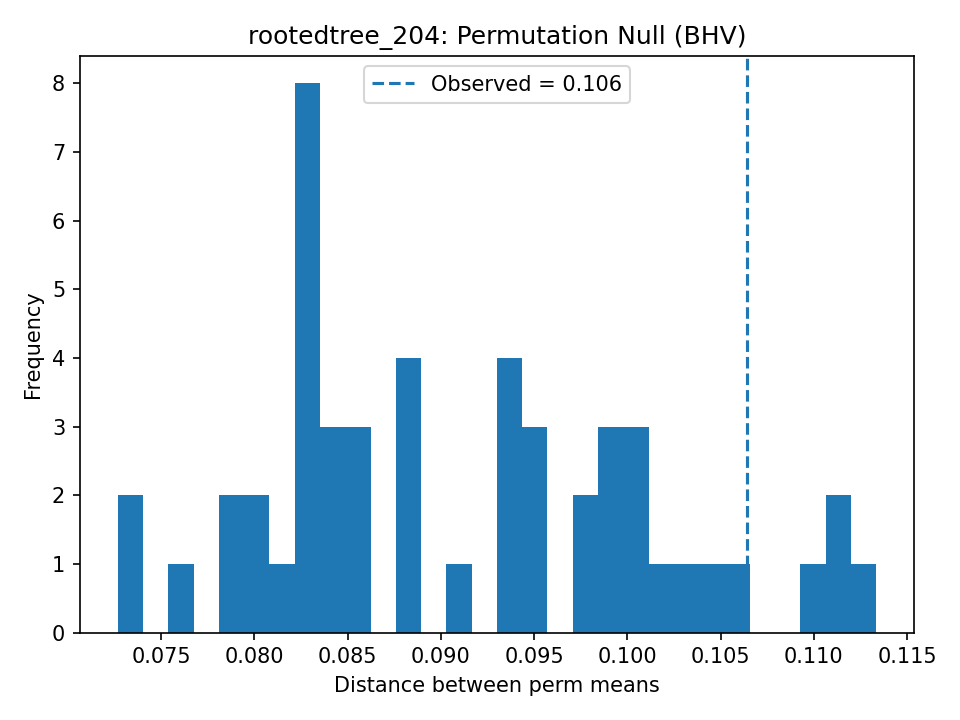 rootedtree_204: Permutation Null (BHV)
Observed = 0.106
Frequency
8
7
6
5
4
3
2
1
0
0.075 0.080 0.085 0.090 0.095 0.100 0.105 0.110 0.115
Distance between perm means